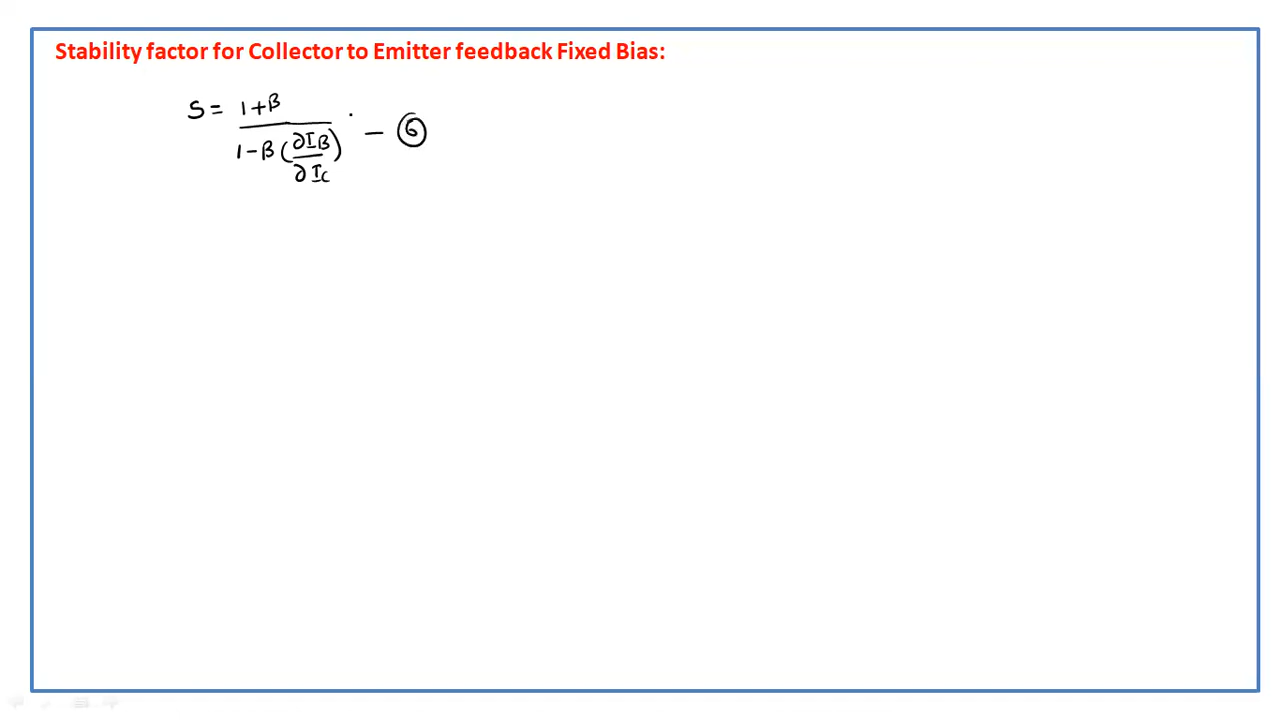 Stability factor for Collector to Emitter feedback Fixed Bias:
S = 1+β
1-β (∂IB) - ⑥
∂IC